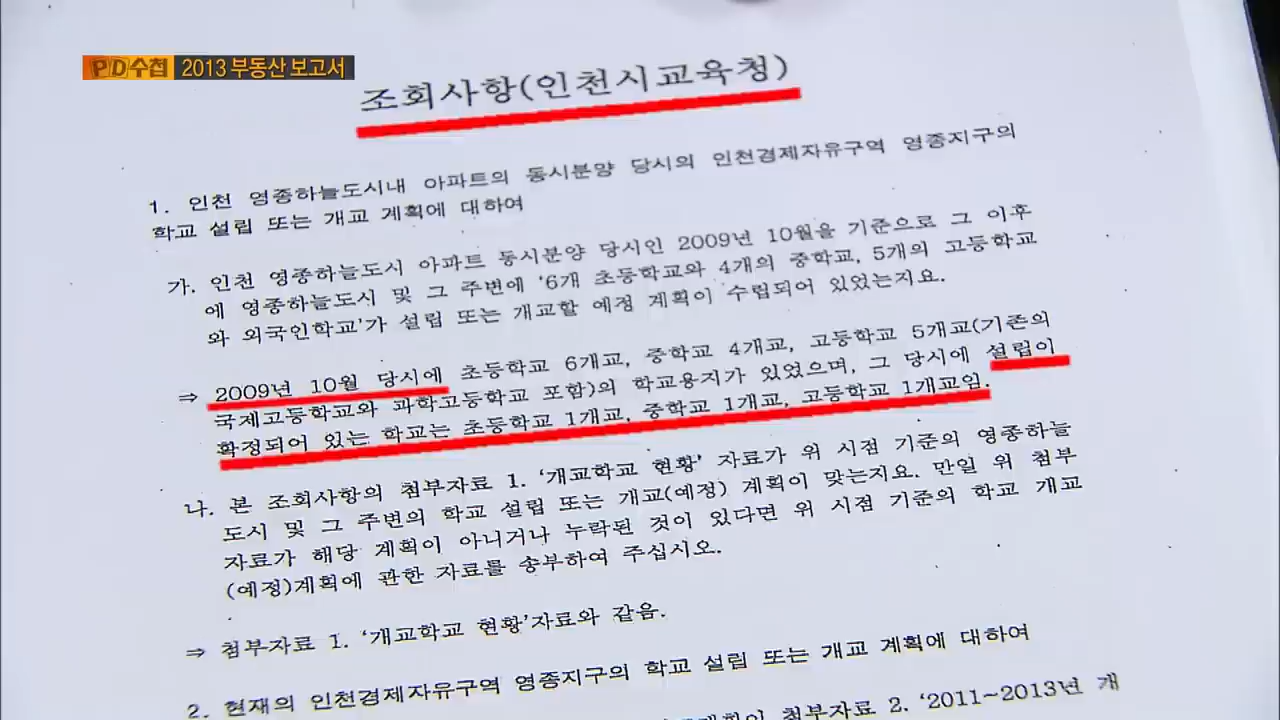 PD수첩 2013 부동산 보고서
조회사항(인천시교육청)
1. 인천 영종하늘도시내 아파트의 동시분양 당시의 인천경제자유구역 영종지구의
학교 설립 또는 개교 계획에 대하여
가. 인천 영종하늘도시 아파트 동시분양 당시인 2009년 10월을 기준으로 그 이후
에 영종하늘도시 및 그 주변에 '6개 초등학교와 4개의 중학교, 5개의 고등학교
와 외국인학교'가 설립 또는 개교할 예정 계획이 수립되어 있었는지요.
⇒ 2009년 10월 당시에 초등학교 6개교, 중학교 4개교, 고등학교 5개교(기존의
국제고등학교와 과학고등학교 포함)의 학교용지가 있었으며, 그 당시에 설립이
확정되어 있는 학교는 초등학교 1개교, 중학교 1개교, 고등학교 1개교임.
나. 본 조회사항의 첨부자료 1. '개교학교 현황' 자료가 위 시점 기준의 영종하늘
도시 및 그 주변의 학교 설립 또는 개교(예정) 계획이 맞는지요. 만일 위 첨부
자료가 해당 계획이 아니거나 누락된 것이 있다면 위 시점 기준의 학교 개교
(예정)계획에 관한 자료를 송부하여 주십시오.
⇒ 첨부자료 1. '개교학교 현황'자료와 같음.
2. 현재의 인천경제자유구역 영종지구의 학교 설립 또는 개교 계획에 대하여
첨부자료 2. '2011~2013년 개